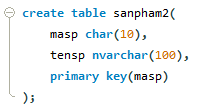 create table sanpham2(
masp char(10),
tensp nvarchar(100),
primary key(masp)
);